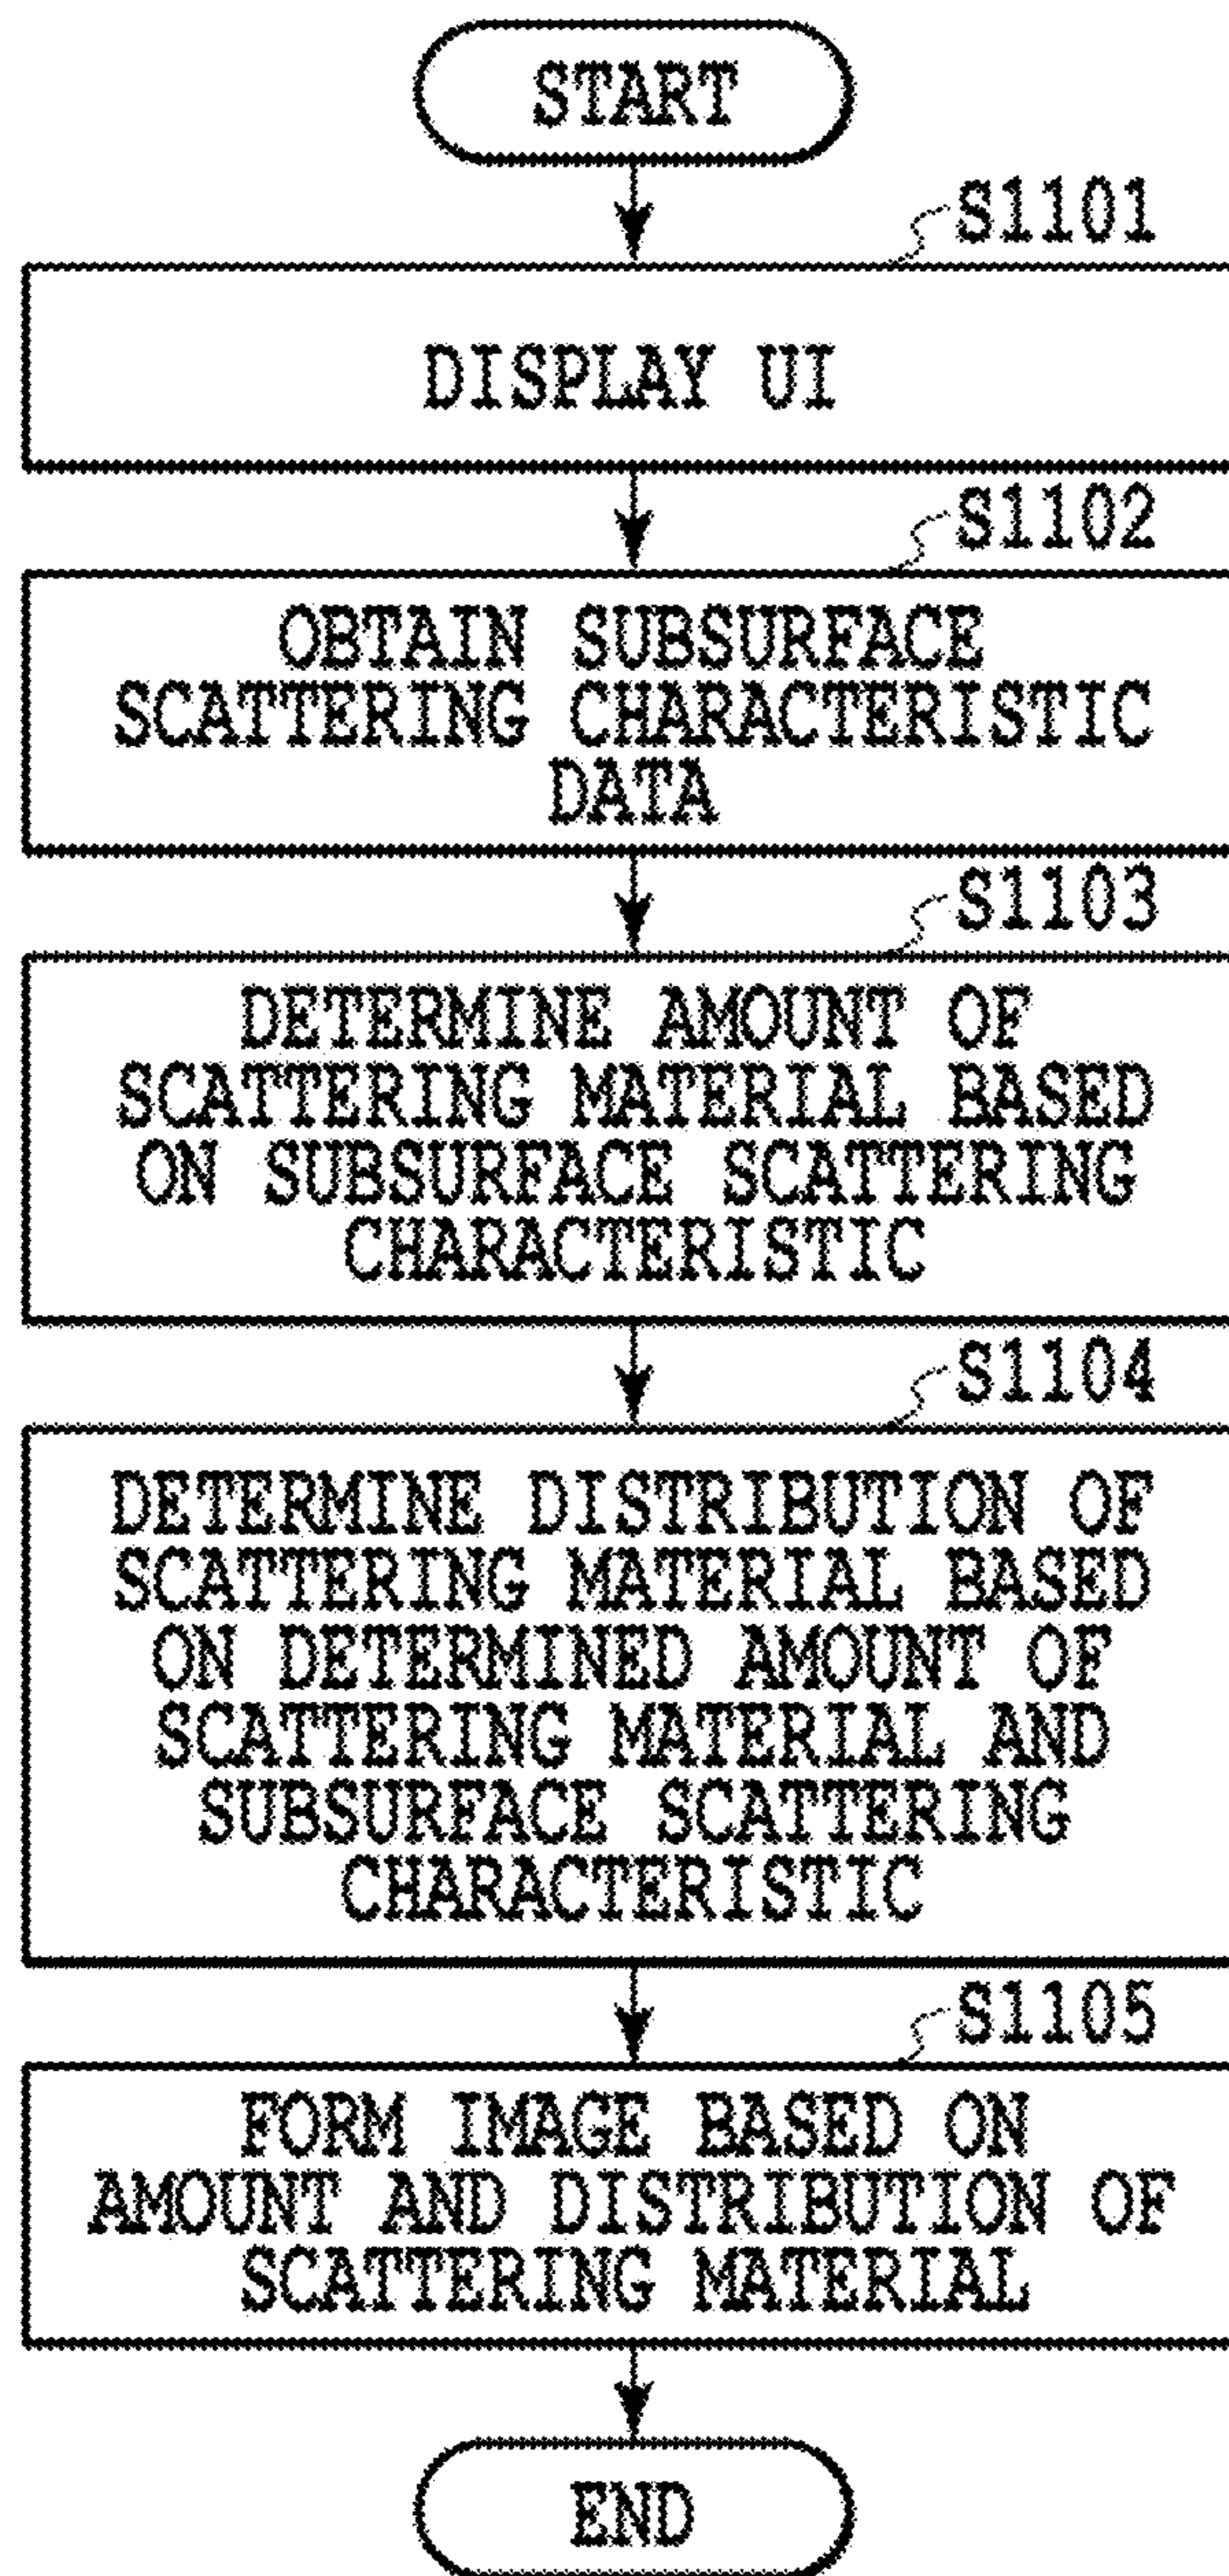 START
S1101
DISPLAY UI
S1102
OBTAIN SUBSURFACE
SCATTERING CHARACTERISTIC
DATA
S1103
DETERMINE AMOUNT OF
SCATTERING MATERIAL BASED
ON SUBSURFACE SCATTERING
CHARACTERISTIC
S1104
DETERMINE DISTRIBUTION OF
SCATTERING MATERIAL BASED
ON DETERMINED AMOUNT OF
SCATTERING MATERIAL AND
SUBSURFACE SCATTERING
CHARACTERISTIC
S1105
FORM IMAGE BASED ON
AMOUNT AND DISTRIBUTION OF
SCATTERING MATERIAL
END